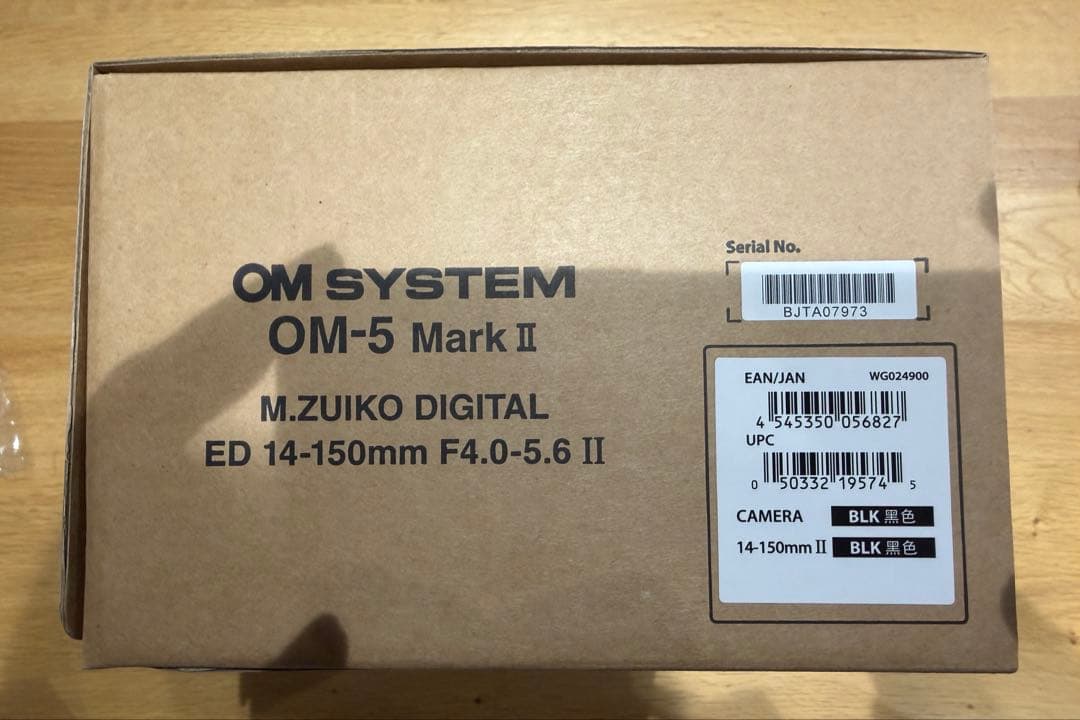 OM SYSTEM
OM-5 Mark II
M.ZUIKO DIGITAL
ED 14-150mm F4.0-5.6 II
Serial No.
BJTA07973
EAN/JAN WG024900
4 545350 056827
UPC
0 50332 19574 5
CAMERA BLK 黑色
14-150mm II BLK 黑色